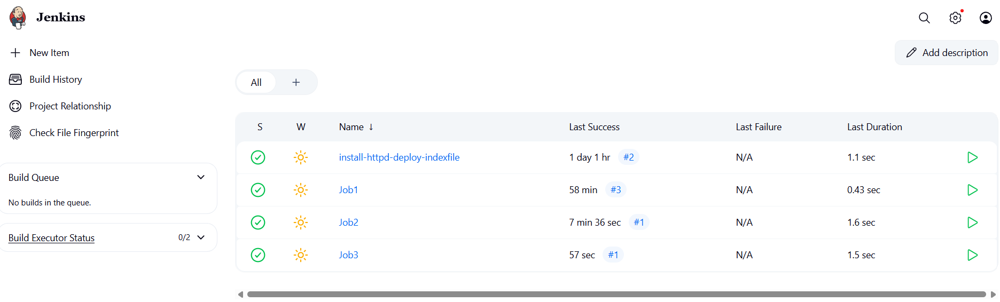 Jenkins
New Item
Build History
Project Relationship
Check File Fingerprint
Build Queue
No builds in the queue.
Build Executor Status 0/2
Add description
All +
S W Name ↓ Last Success Last Failure Last Duration
install-httpd-deploy-indexfile 1 day 1 hr #2 N/A 1.1 sec
Job1 58 min #3 N/A 0.43 sec
Job2 7 min 36 sec #1 N/A 1.6 sec
Job3 57 sec #1 N/A 1.5 sec